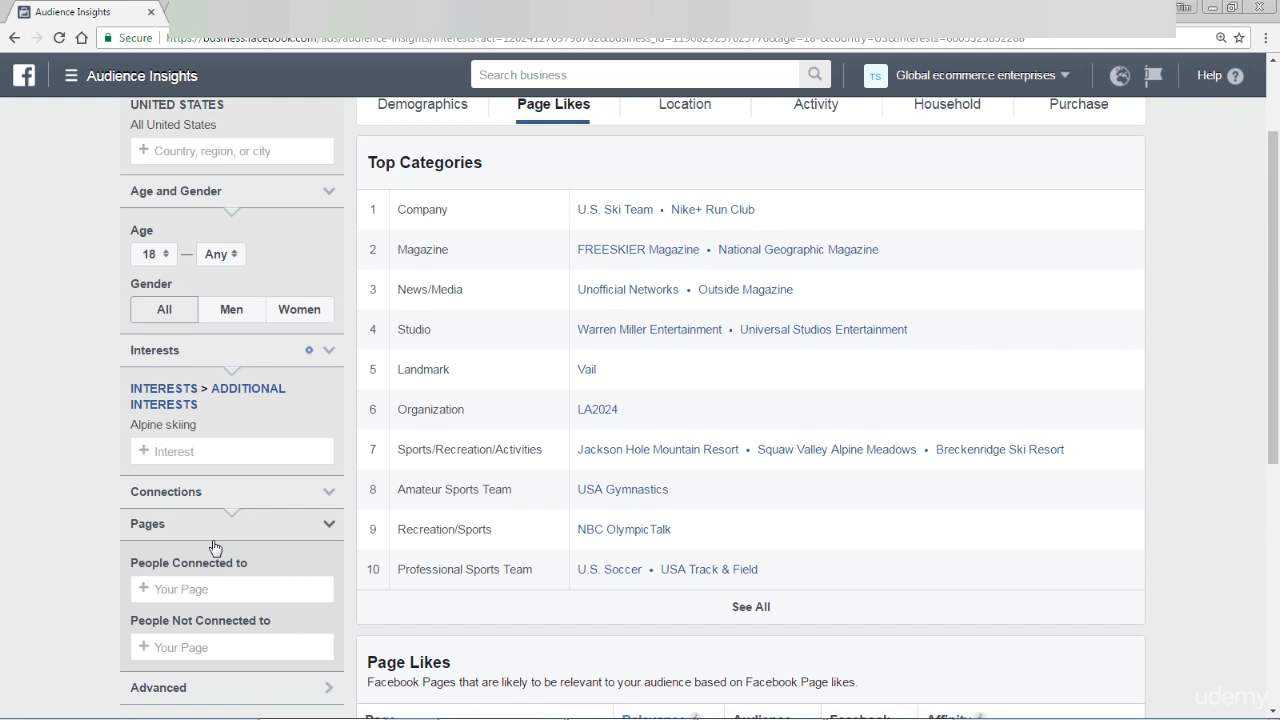 Audience Insights
Tim
Secure
Audience Insights
Search business
TS Global ecommerce enterprises
Help
UNITED STATES
All United States
+ Country, region, or city
Age and Gender
Age
18 — Any
Gender
All Men Women
Interests
INTERESTS > ADDITIONAL
INTERESTS
Alpine skiing
+ Interest
Connections
Pages
People Connected to
+ Your Page
People Not Connected to
+ Your Page
Advanced
Demographics Page Likes Location Activity Household Purchase
Top Categories
1 Company U.S. Ski Team • Nike+ Run Club
2 Magazine FREESKIER Magazine • National Geographic Magazine
3 News/Media Unofficial Networks • Outside Magazine
4 Studio Warren Miller Entertainment • Universal Studios Entertainment
5 Landmark Vail
6 Organization LA2024
7 Sports/Recreation/Activities Jackson Hole Mountain Resort • Squaw Valley Alpine Meadows • Breckenridge Ski Resort
8 Amateur Sports Team USA Gymnastics
9 Recreation/Sports NBC OlympicTalk
10 Professional Sports Team U.S. Soccer • USA Track & Field
See All
Page Likes
Facebook Pages that are likely to be relevant to your audience based on Facebook Page likes.
Page Relevance Audience Facebook Affinity
udemy